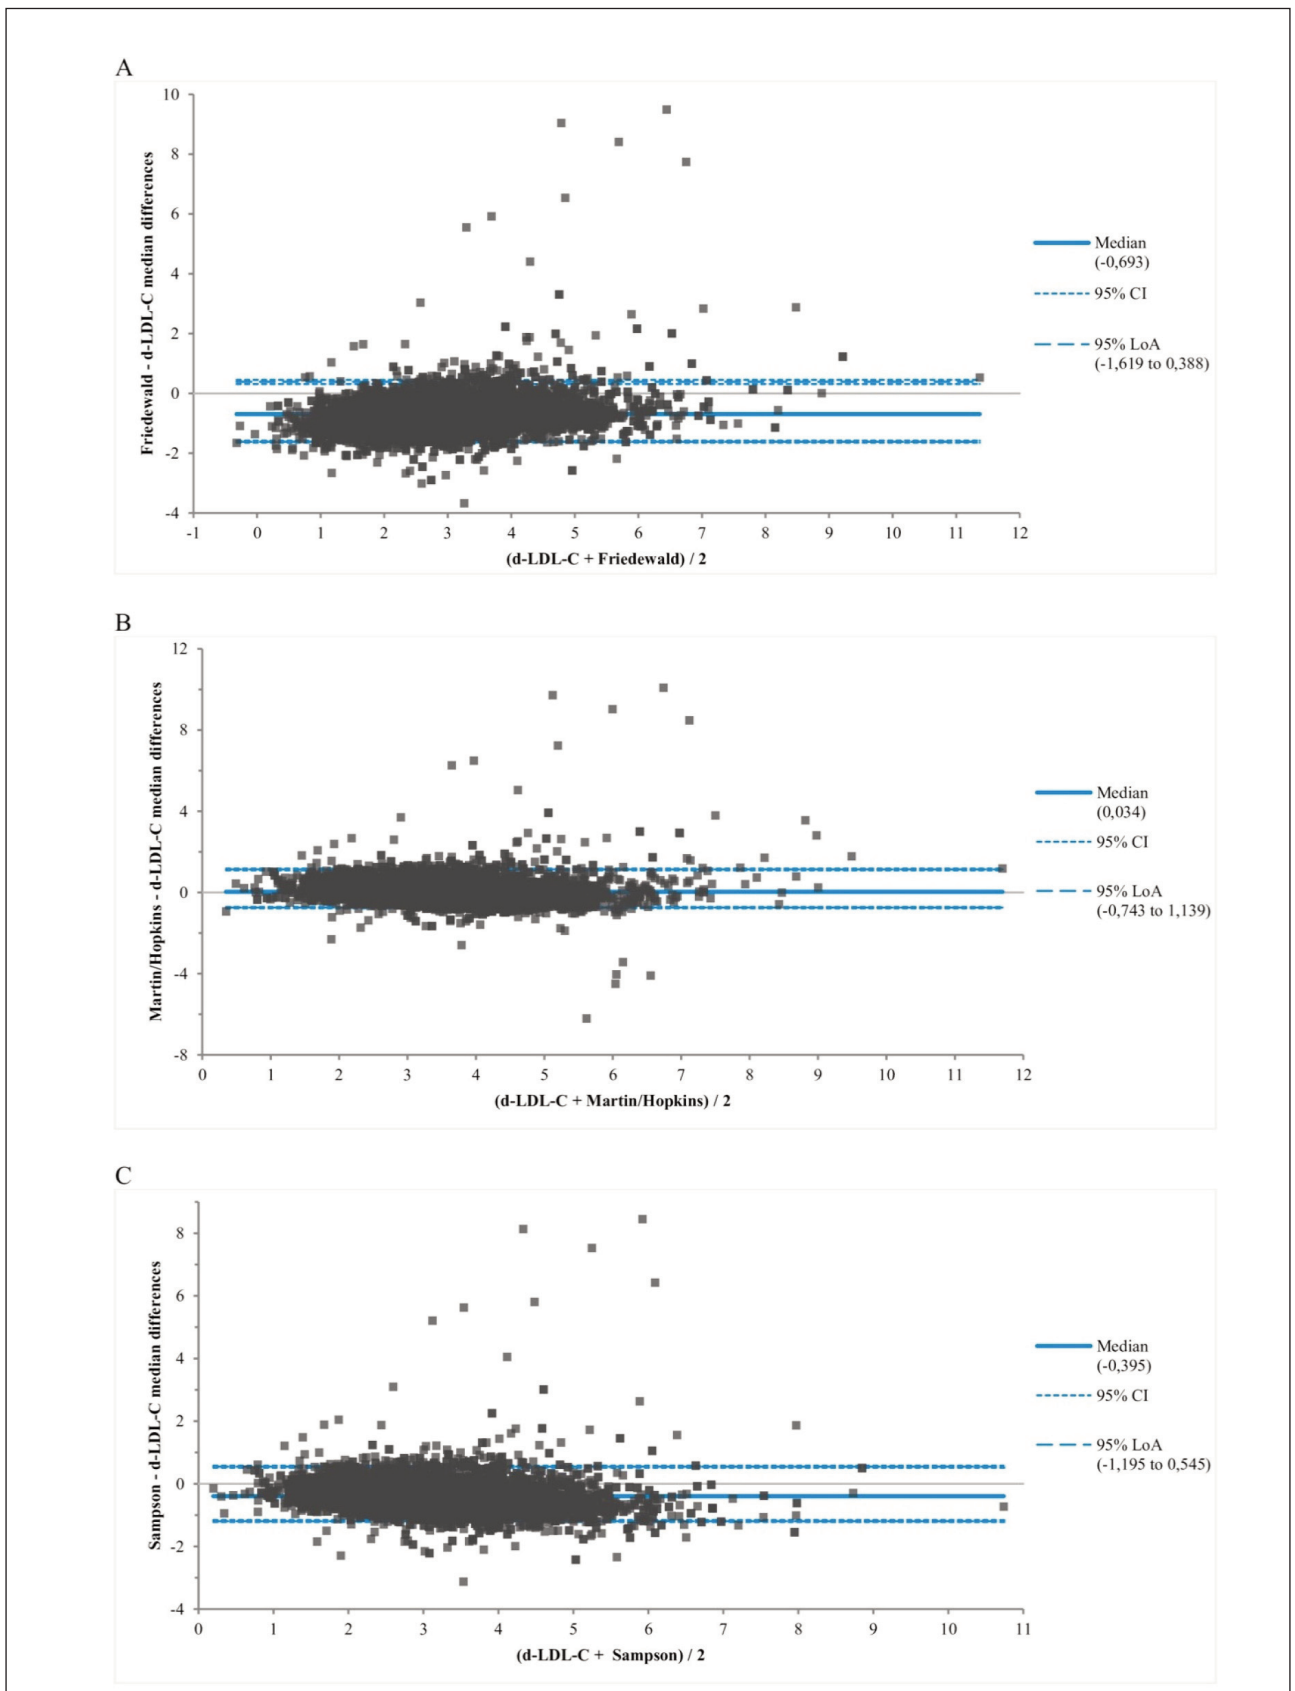 A
Friedewald - d-LDL-C median differences
10
8
6
4
2
0
-2
-4
-1 0 1 2 3 4 5 6 7 8 9 10 11 12
(d-LDL-C + Friedewald) / 2
Median
(-0,693)
95% CI
95% LoA
(-1,619 to 0,388)
B
Martin/Hopkins - d-LDL-C median differences
12
8
4
0
-4
-8
0 1 2 3 4 5 6 7 8 9 10 11 12
(d-LDL-C + Martin/Hopkins) / 2
Median
(0,034)
95% CI
95% LoA
(-0,743 to 1,139)
C
Sampson - d-LDL-C median differences
8
6
4
2
0
-2
-4
0 1 2 3 4 5 6 7 8 9 10 11
(d-LDL-C + Sampson) / 2
Median
(-0,395)
95% CI
95% LoA
(-1,195 to 0,545)